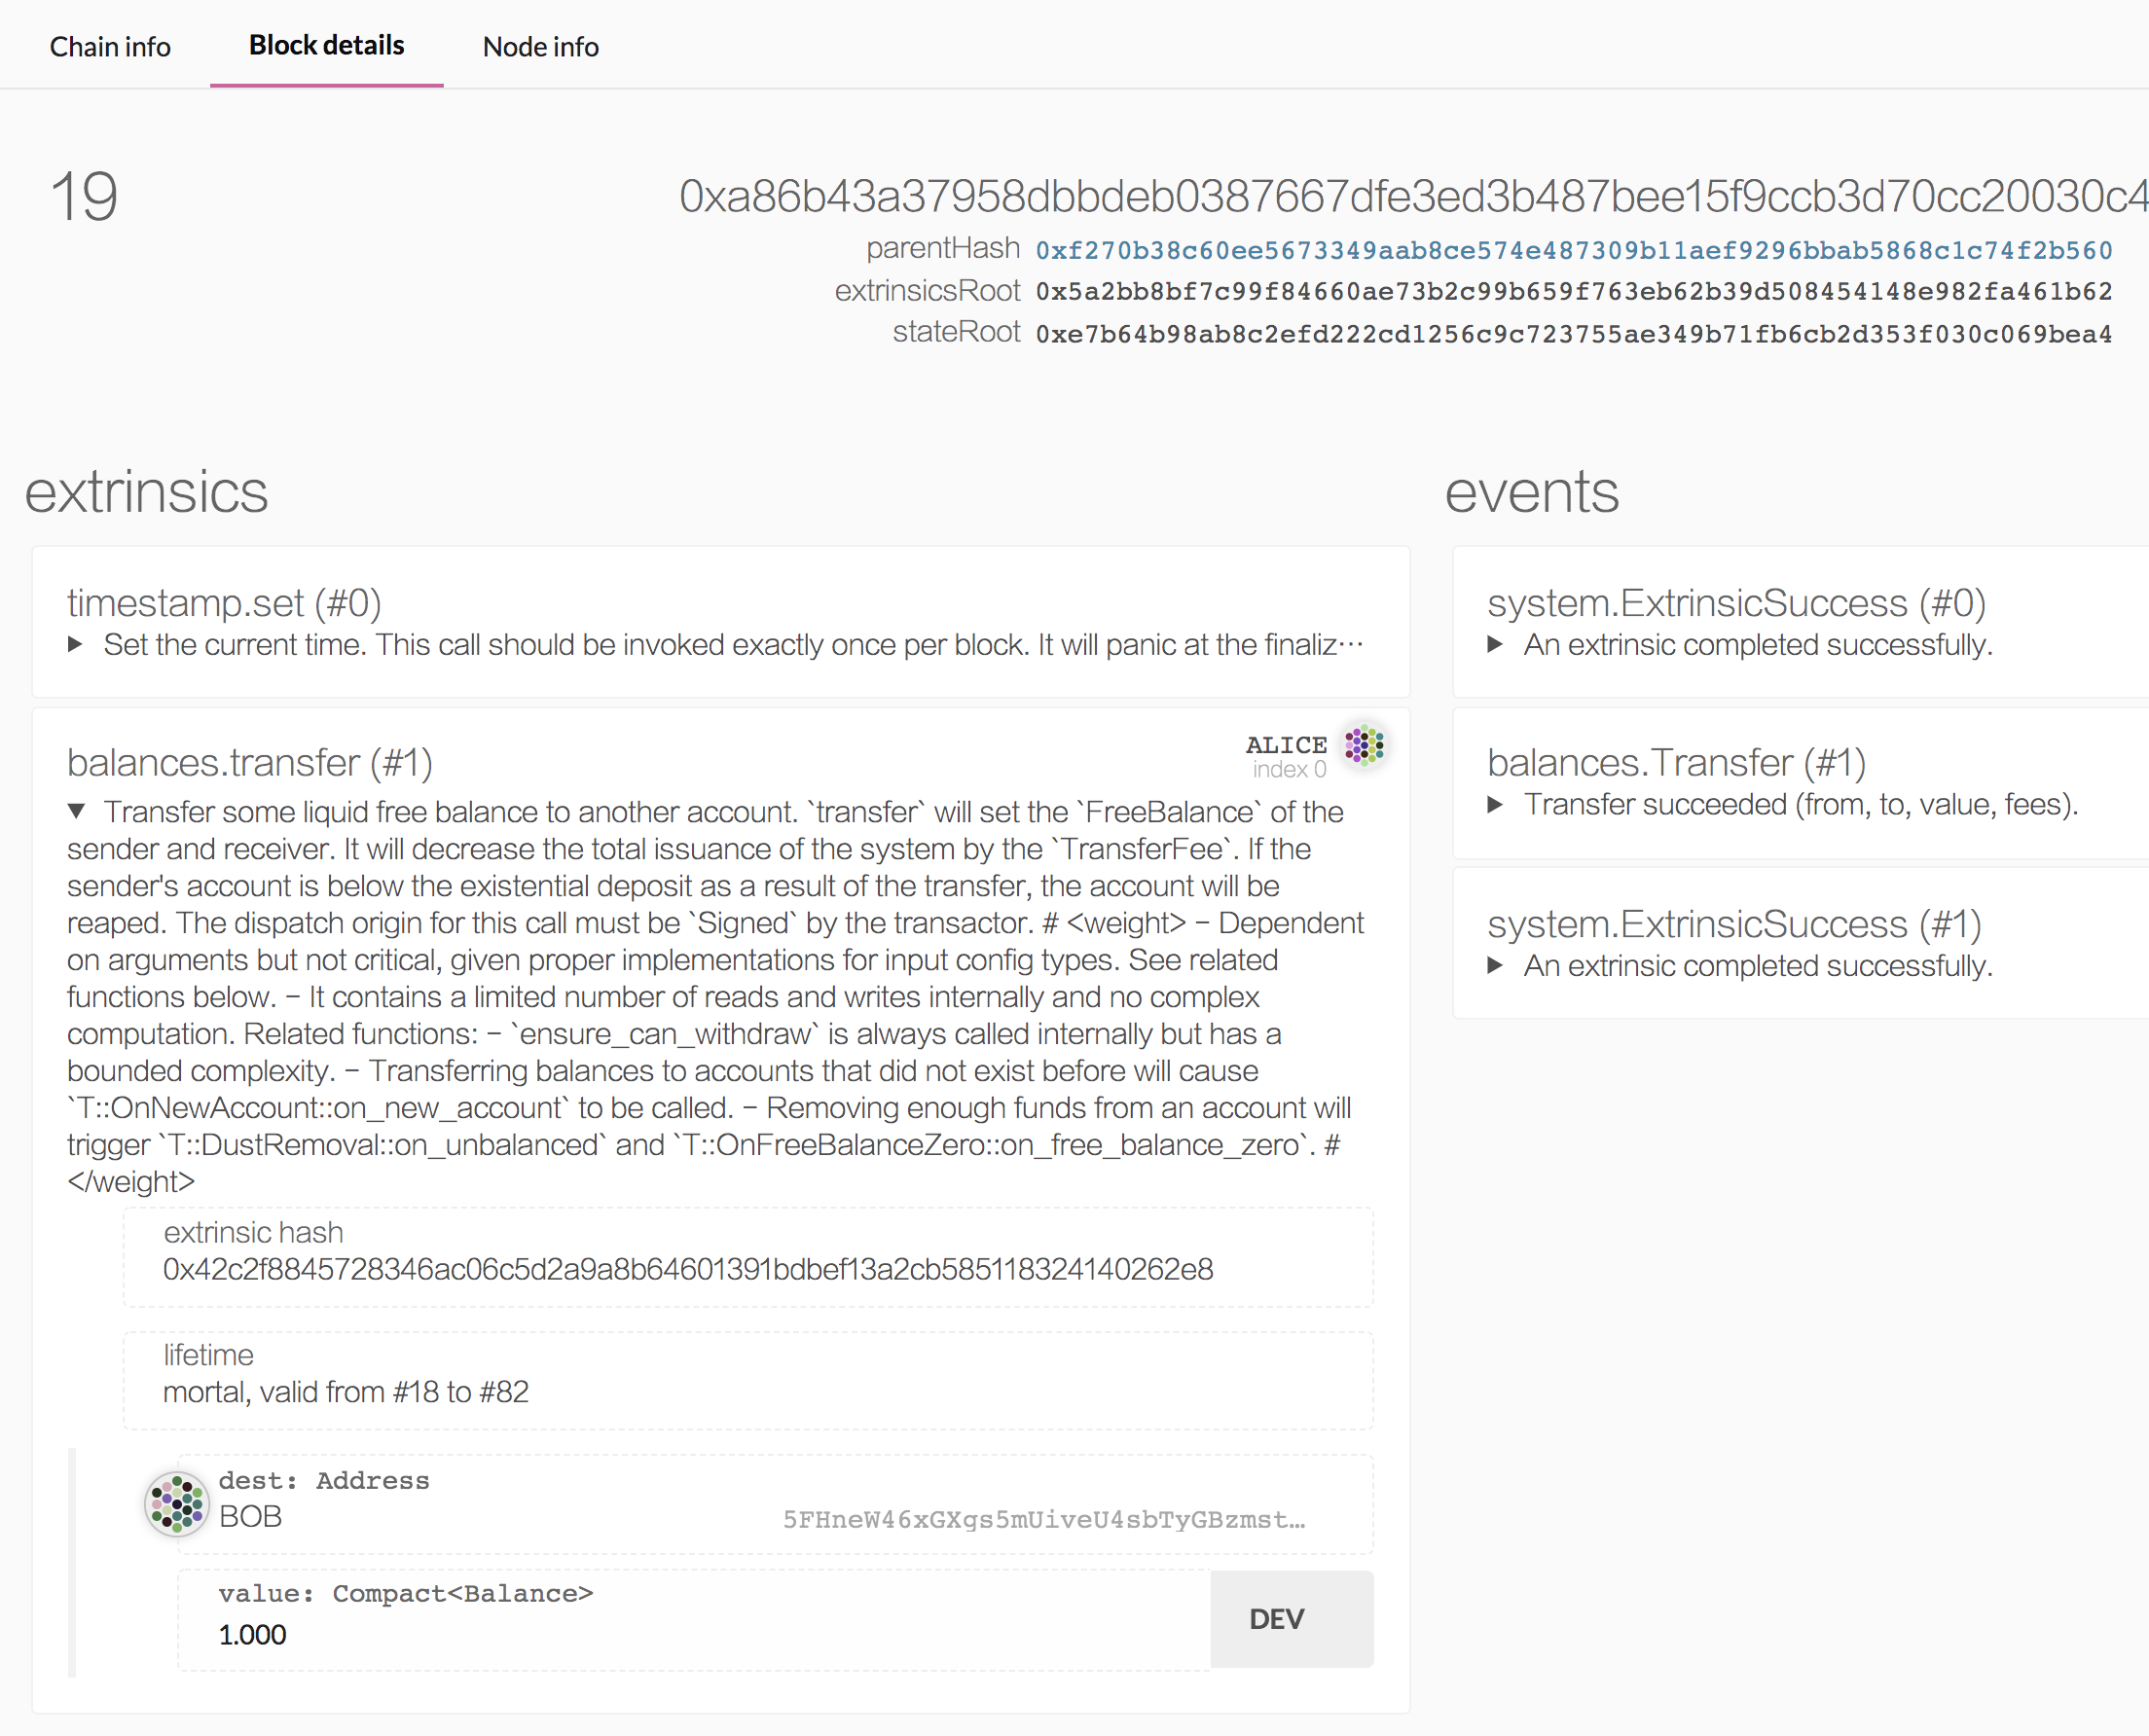 Chain info
Block details
Node info
19
0xa86b43a37958dbbdeb0387667dfe3ed3b487bee15f9ccb3d70cc20030c4
parentHash 0xf270b38c60ee5673349aab8ce574e487309b11aef9296bbab5868c1c74f2b560
extrinsicsRoot 0x5a2bb8bf7c99f84660ae73b2c99b659f763eb62b39d508454148e982fa461b62
stateRoot 0xe7b64b98ab8c2efd222cd1256c9c723755ae349b71fb6cb2d353f030c069bea4
extrinsics
timestamp.set (#0)
Set the current time. This call should be invoked exactly once per block. It will panic at the finaliz⋯
balances.transfer (#1)
ALICE
index 0
Transfer some liquid free balance to another account. `transfer` will set the `FreeBalance` of the
sender and receiver. It will decrease the total issuance of the system by the `TransferFee`. If the
sender's account is below the existential deposit as a result of the transfer, the account will be
reaped. The dispatch origin for this call must be `Signed` by the transactor. # <weight> - Dependent
on arguments but not critical, given proper implementations for input config types. See related
functions below. - It contains a limited number of reads and writes internally and no complex
computation. Related functions: - `ensure_can_withdraw` is always called internally but has a
bounded complexity. - Transferring balances to accounts that did not exist before will cause
`T::OnNewAccount::on_new_account` to be called. - Removing enough funds from an account will
trigger `T::DustRemoval::on_unbalanced` and `T::OnFreeBalanceZero::on_free_balance_zero`. #
</weight>
extrinsic hash
0x42c2f8845728346ac06c5d2a9a8b64601391bdbef13a2cb585118324140262e8
lifetime
mortal, valid from #18 to #82
dest: Address
BOB
5FHneW46xGXgs5mUiveU4sbTyGBzmst…
value: Compact<Balance>
1.000
DEV
events
system.ExtrinsicSuccess (#0)
An extrinsic completed successfully.
balances.Transfer (#1)
Transfer succeeded (from, to, value, fees).
system.ExtrinsicSuccess (#1)
An extrinsic completed successfully.